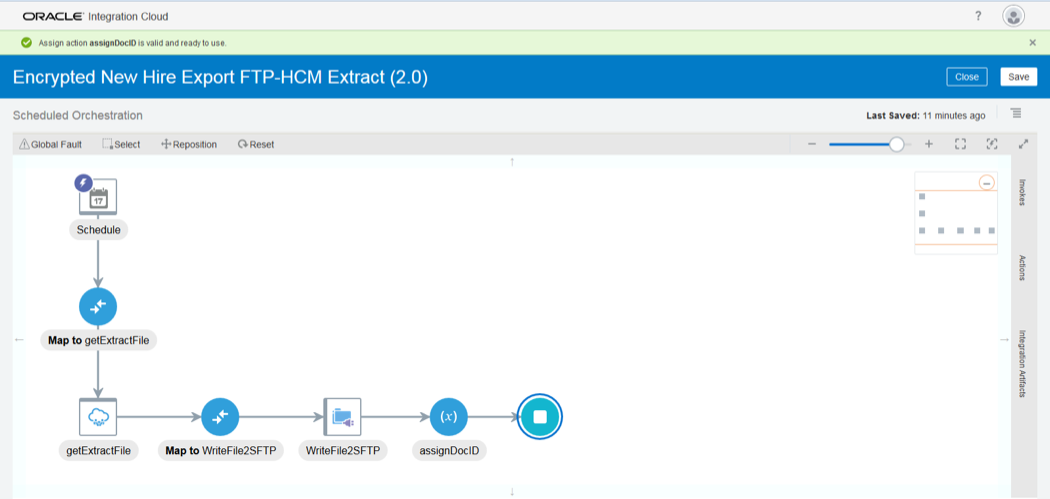 ORACLE Integration Cloud
?
Assign action assignDocID is valid and ready to use.
Encrypted New Hire Export FTP-HCM Extract (2.0)
Close
Save
Scheduled Orchestration
Last Saved: 11 minutes ago
Global Fault
Select
Reposition
Reset
17
Schedule
Map to getExtractFile
(x)
getExtractFile
Map to WriteFile2SFTP
WriteFile2SFTP
assignDocID
Invokes
Actions
Integration Artifacts